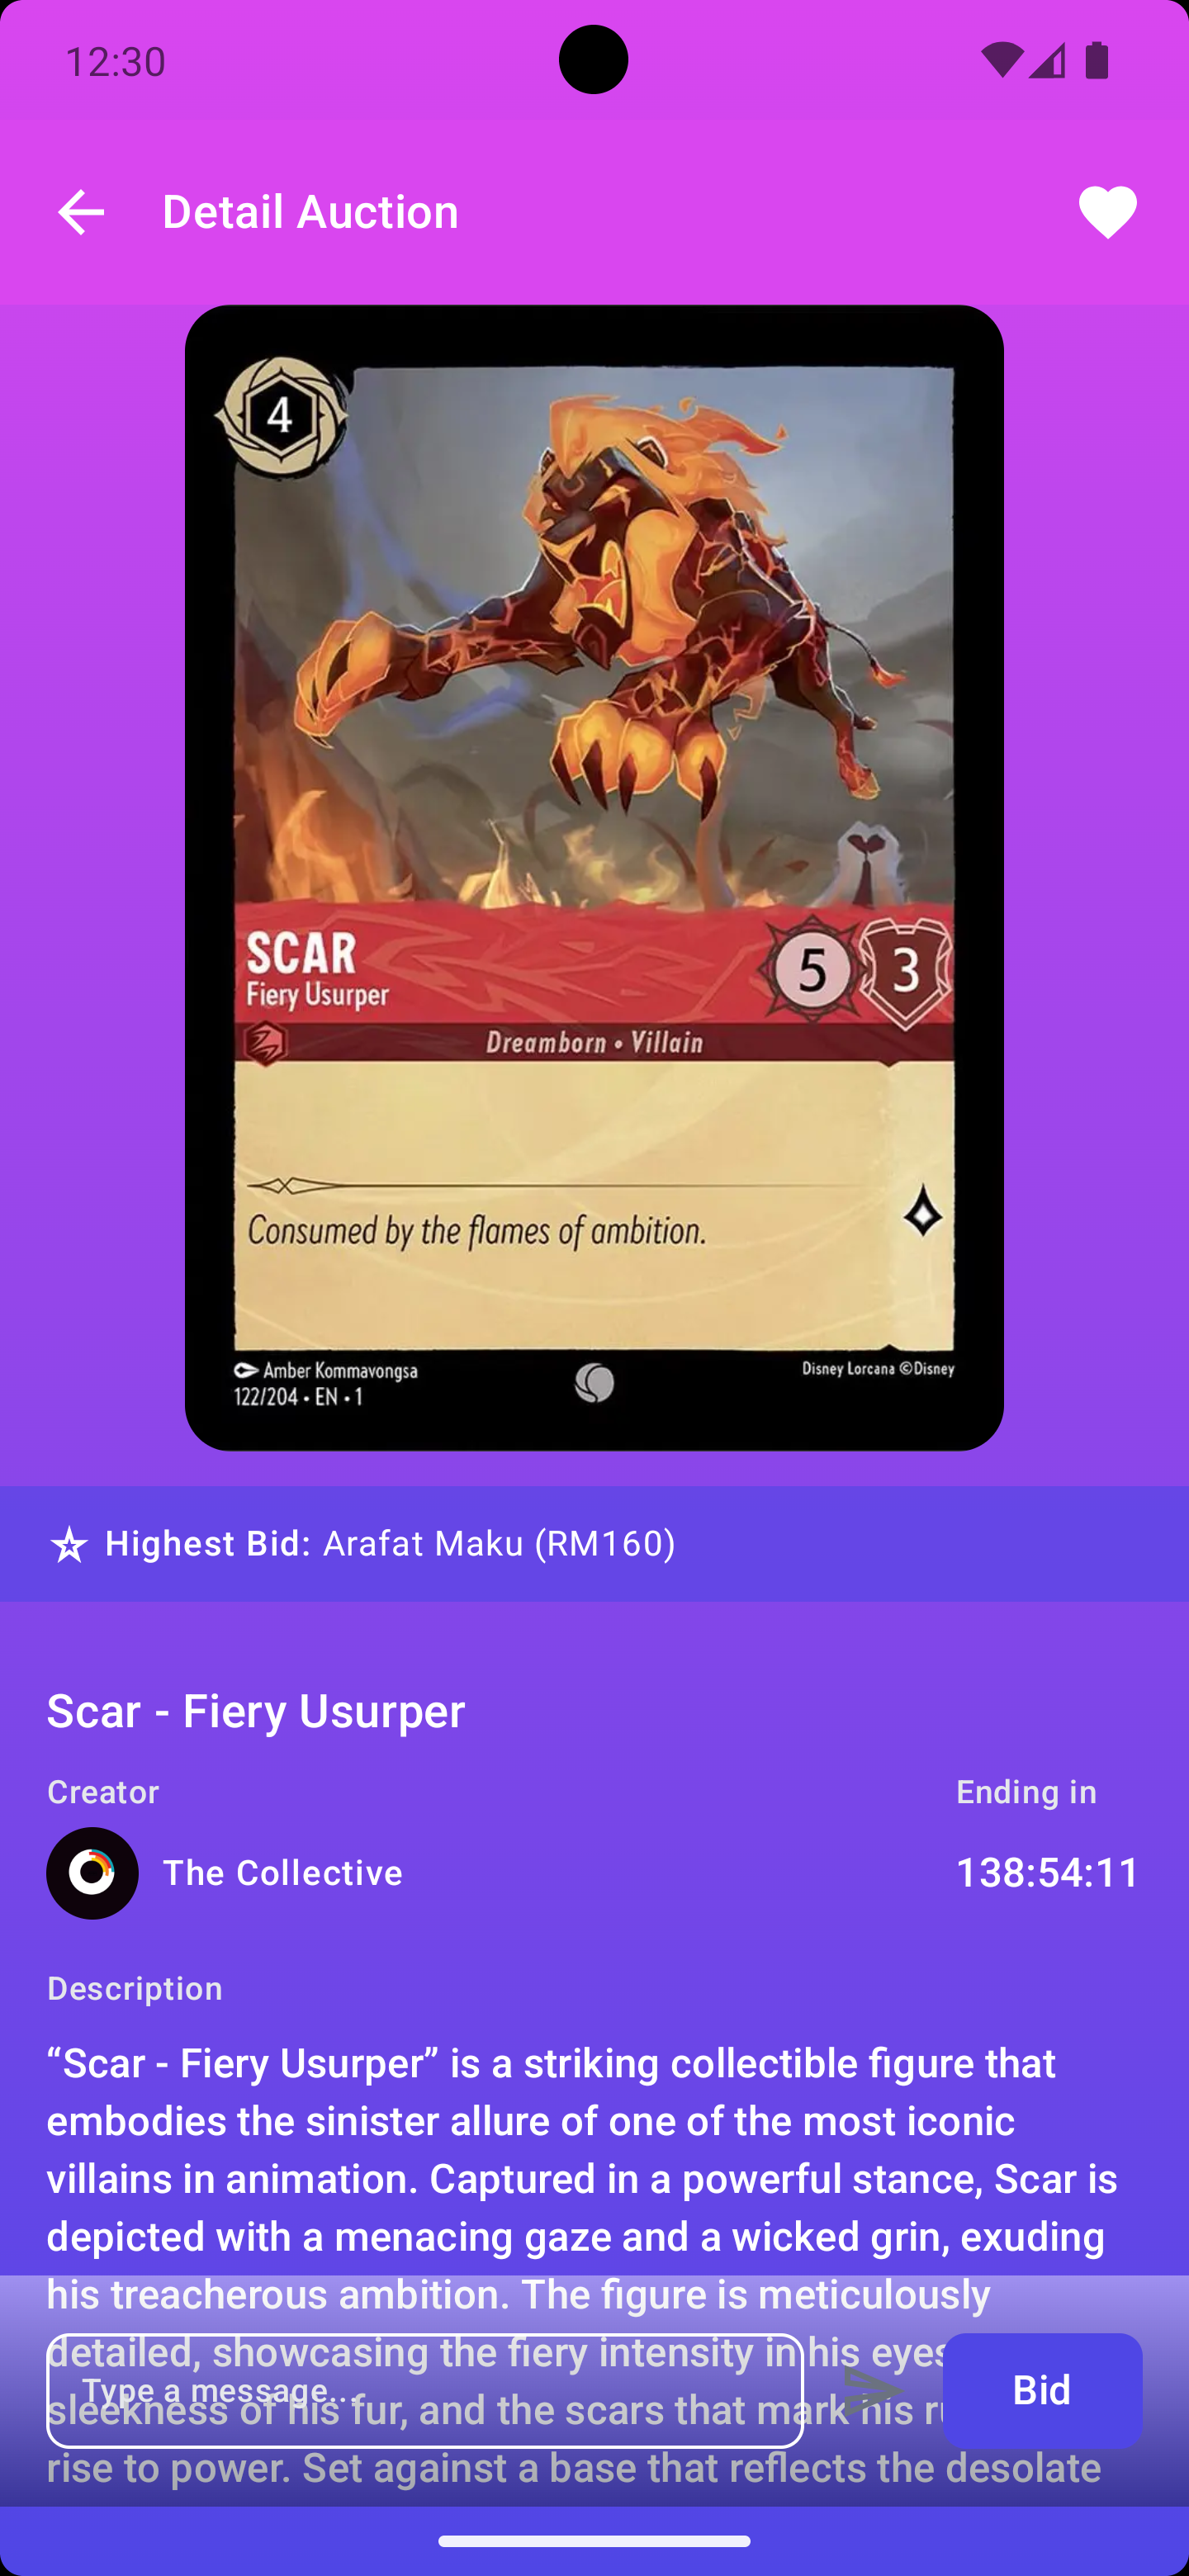 12:30
Detail Auction
4
SCAR
Fiery Usurper
5 3
Dreamborn • Villain
Consumed by the flames of ambition.
Amber Kommavongsa
122/204 • EN • 1
Disney Lorcana ©Disney
Highest Bid: Arafat Maku (RM160)
Scar - Fiery Usurper
Creator
Ending in
The Collective
138:54:11
Description
“Scar - Fiery Usurper” is a striking collectible figure that
embodies the sinister allure of one of the most iconic
villains in animation. Captured in a powerful stance, Scar is
depicted with a menacing gaze and a wicked grin, exuding
his treacherous ambition. The figure is meticulously
detailed, showcasing the fiery intensity in his eyes
Type a message...
Bid
sleekness of his fur, and the scars that mark his
rise to power. Set against a base that reflects the desolate